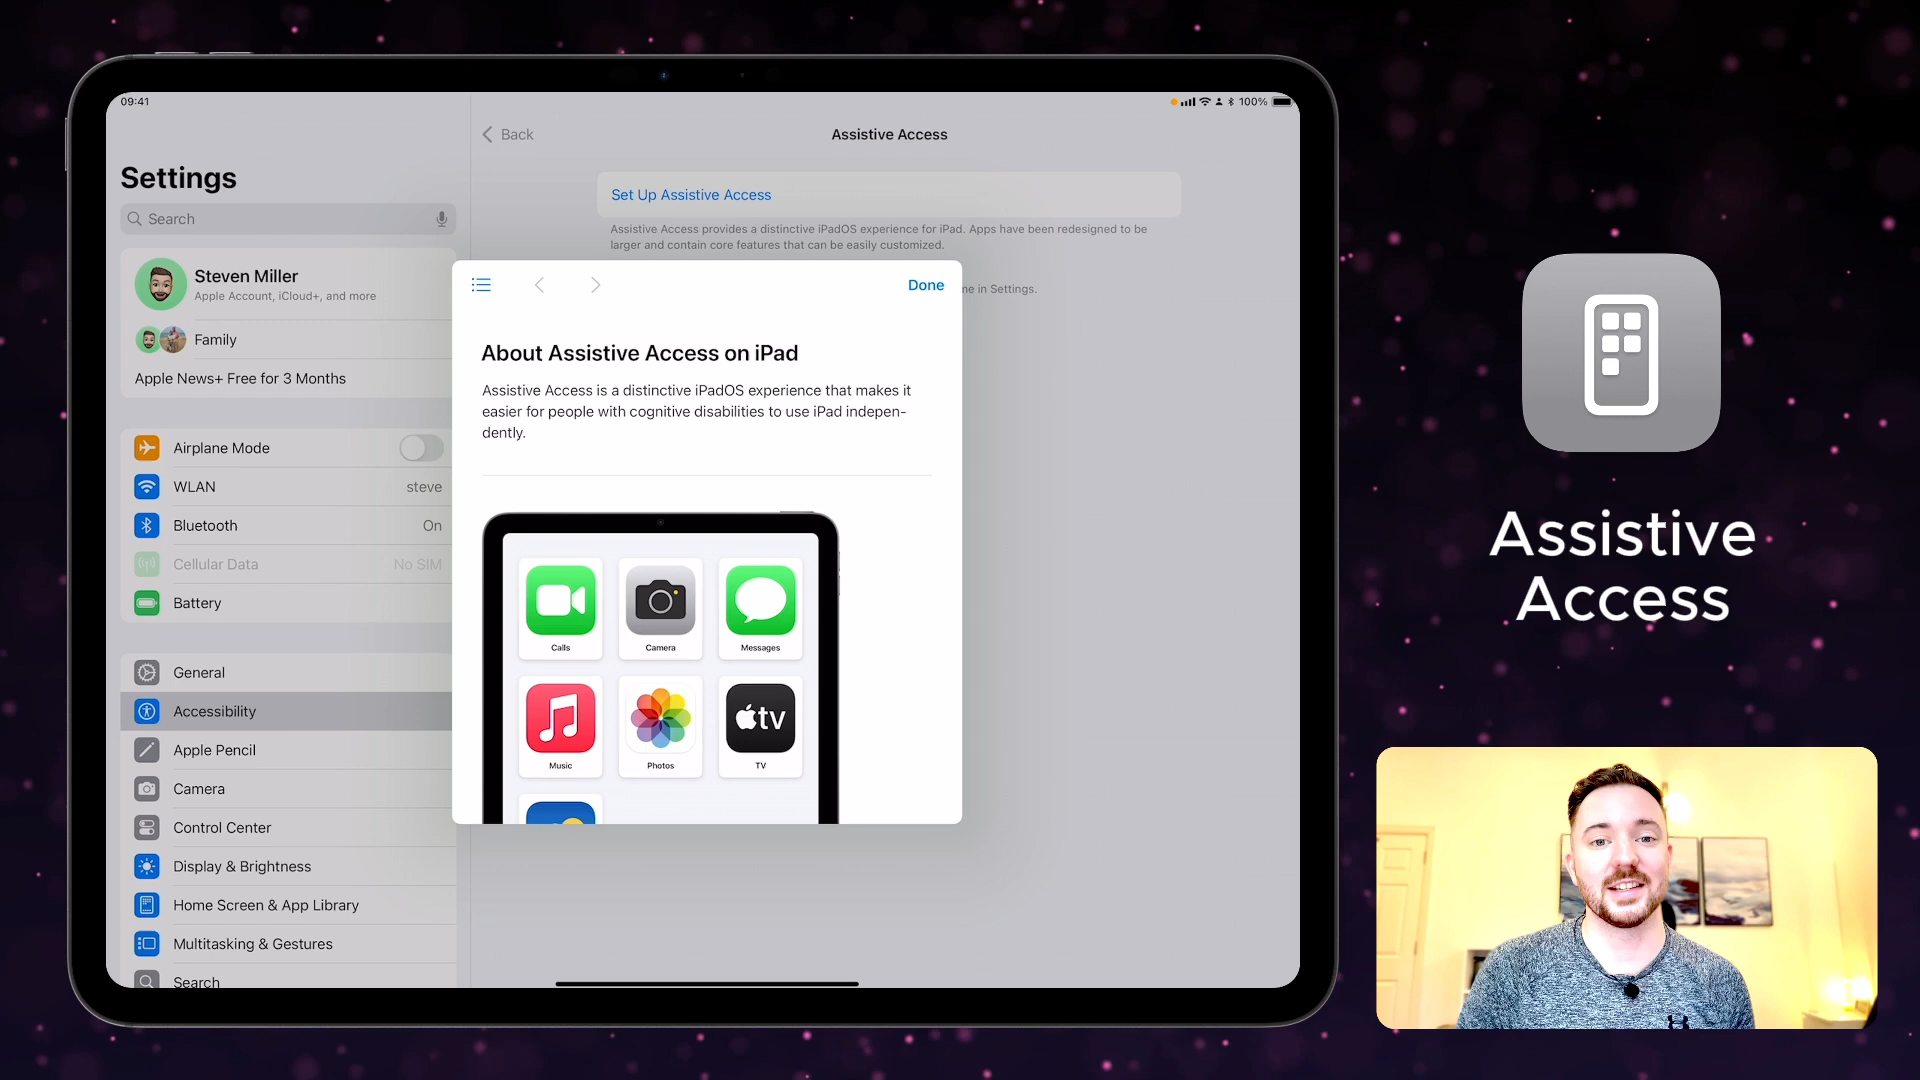 09:41
100%
Settings
Search
Steven Miller
Apple Account, iCloud+, and more
Family
Apple News+ Free for 3 Months
Airplane Mode
WLAN
steve
Bluetooth
On
Cellular Data
No SIM
Battery
General
Accessibility
Apple Pencil
Camera
Control Center
Display & Brightness
Home Screen & App Library
Multitasking & Gestures
Search
Back
Assistive Access
Set Up Assistive Access
Assistive Access provides a distinctive iPadOS experience for iPad. Apps have been redesigned to be
larger and contain core features that can be easily customized.
me in Settings.
Done
About Assistive Access on iPad
Assistive Access is a distinctive iPadOS experience that makes it
easier for people with cognitive disabilities to use iPad indepen-
dently.
Calls
Camera
Messages
tv
Music
Photos
TV
Assistive
Access